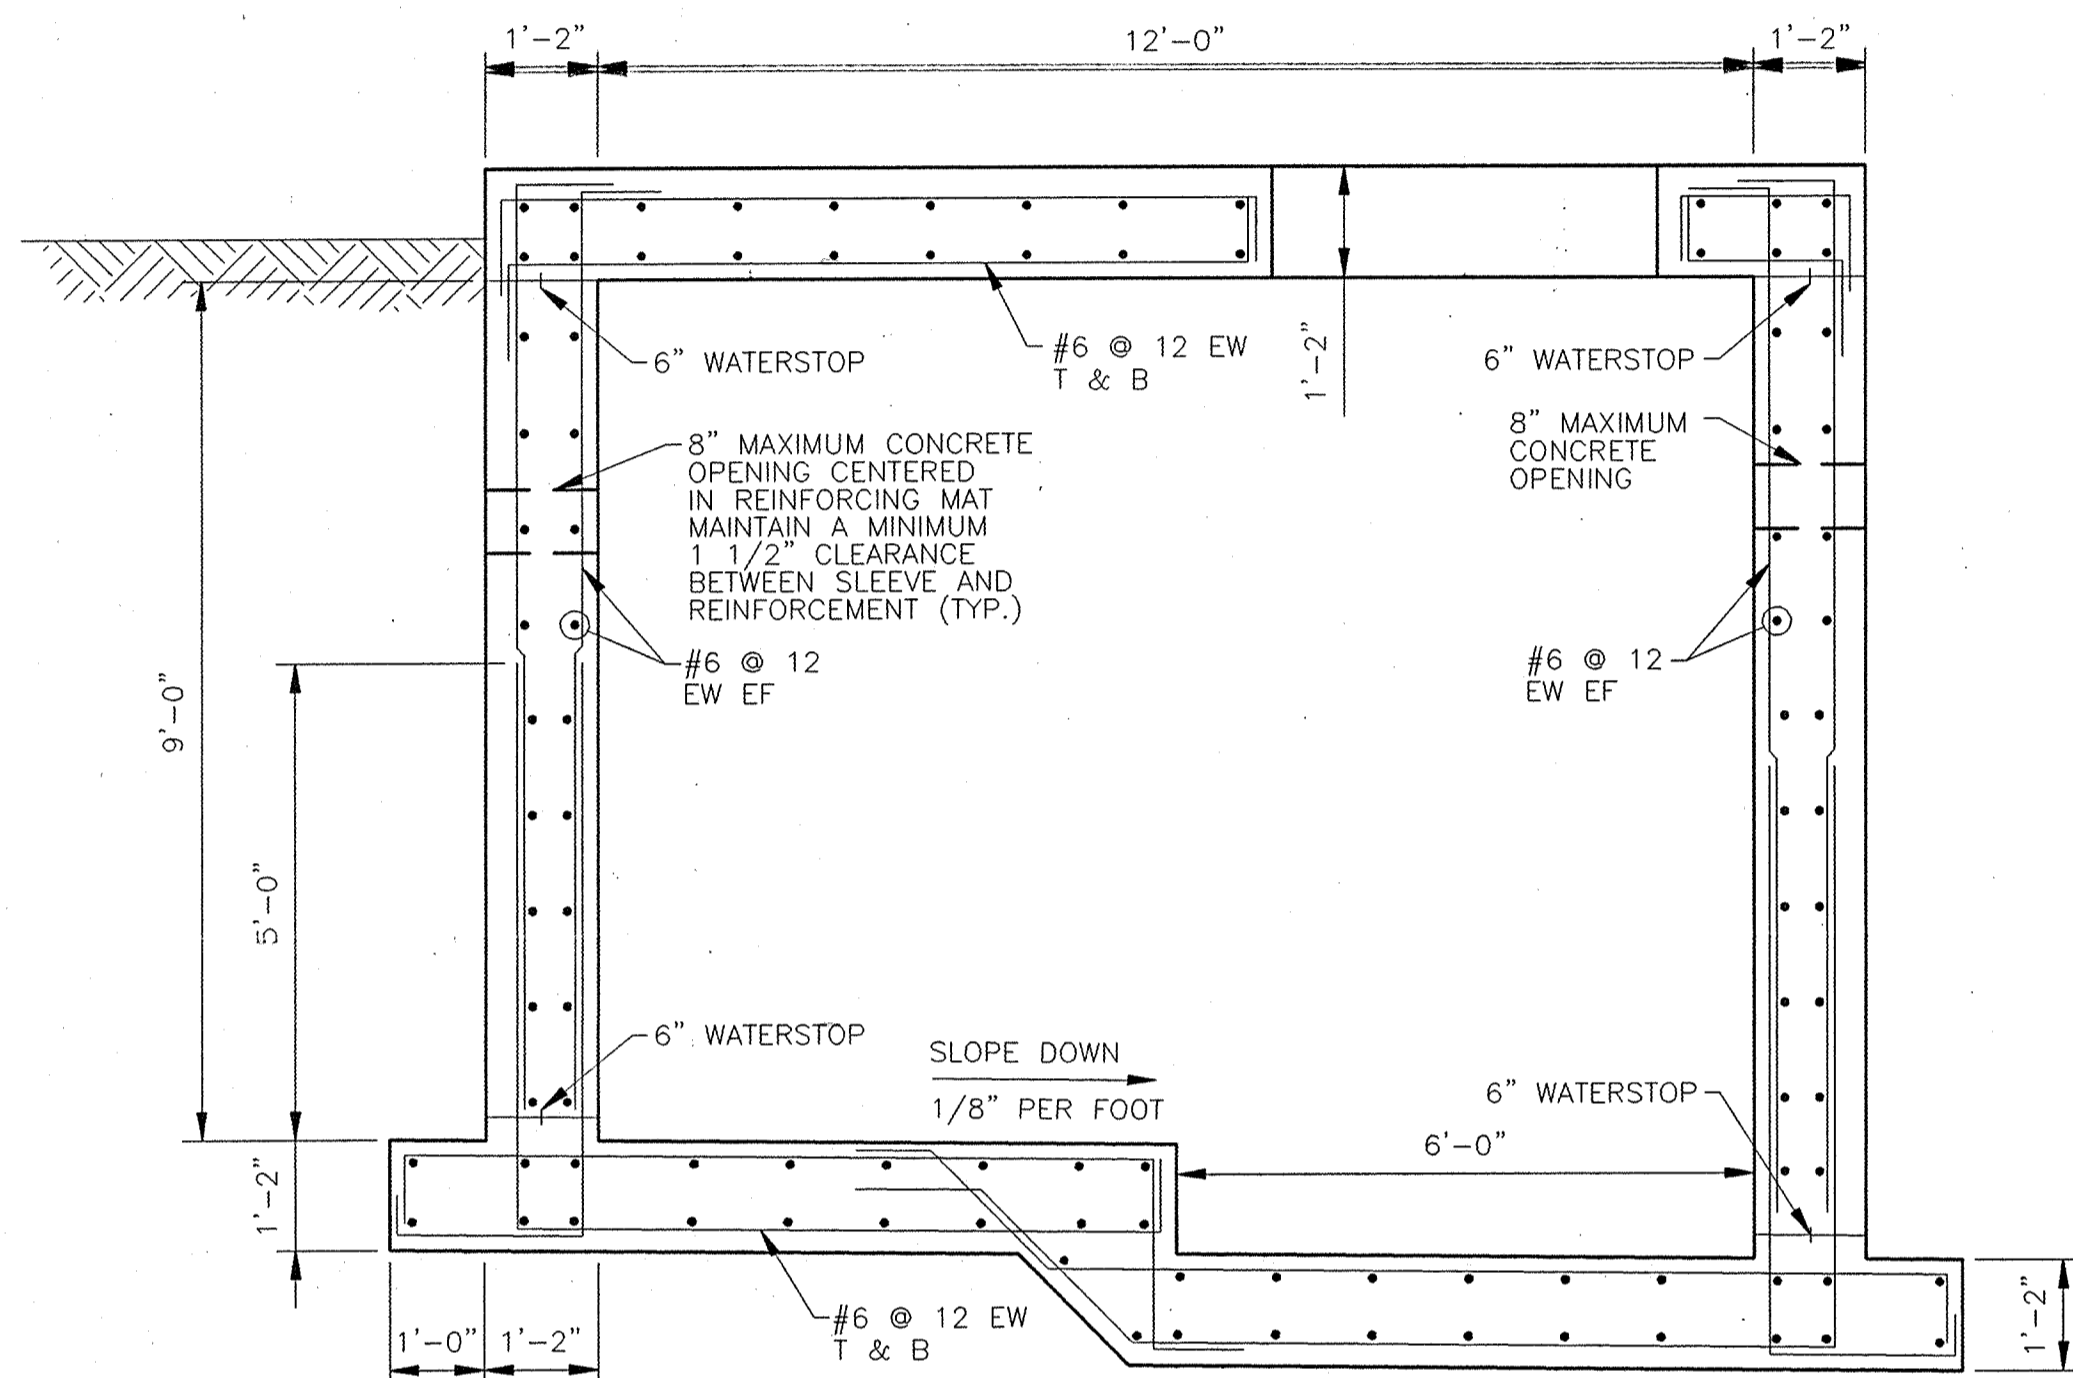 1'-2"
12'-0"
1'-2"
6" WATERSTOP
#6 @ 12 EW
T & B
1'-2"
6" WATERSTOP
8" MAXIMUM CONCRETE
OPENING CENTERED
IN REINFORCING MAT
MAINTAIN A MINIMUM
1 1/2" CLEARANCE
BETWEEN SLEEVE AND
REINFORCEMENT (TYP.)
8" MAXIMUM
CONCRETE
OPENING
#6 @ 12
EW EF
#6 @ 12
EW EF
9'-0"
5'-0"
6" WATERSTOP
SLOPE DOWN
1/8" PER FOOT
6" WATERSTOP
6'-0"
1'-2"
#6 @ 12 EW
T & B
1'-0"
1'-2"
1'-2"